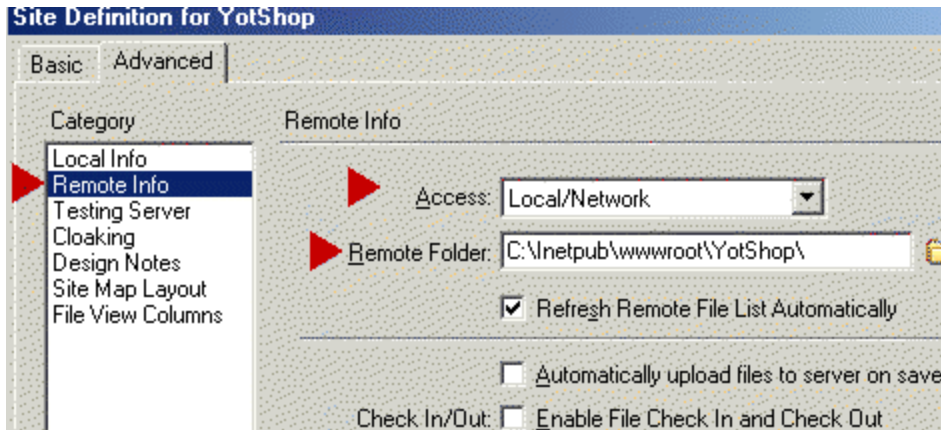 Site Definition for YotShop
Basic Advanced
Category
Local Info
Remote Info
Testing Server
Cloaking
Design Notes
Site Map Layout
File View Columns
Remote Info
Access: Local/Network
Remote Folder: C:\Inetpub\wwwroot\YotShop\
Refresh Remote File List Automatically
Automatically upload files to server on save
Check In/Out: Enable File Check In and Check Out